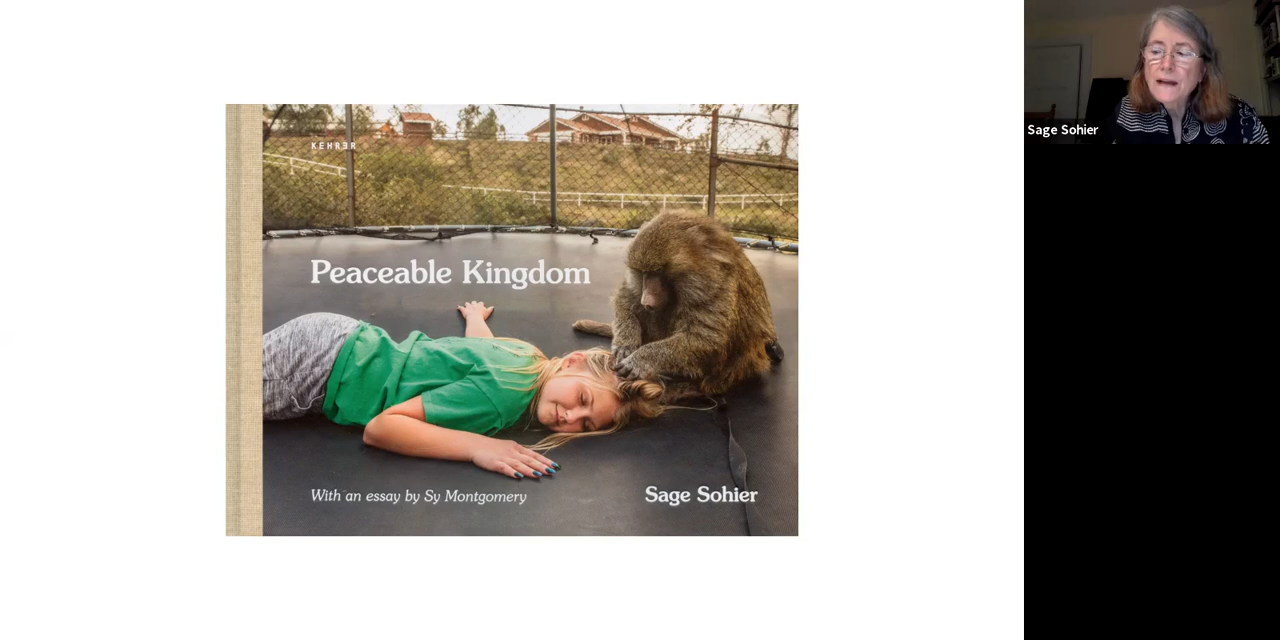 KEHRER
Peaceable Kingdom
With an essay by Sy Montgomery
Sage Sohier
Sage Sohier